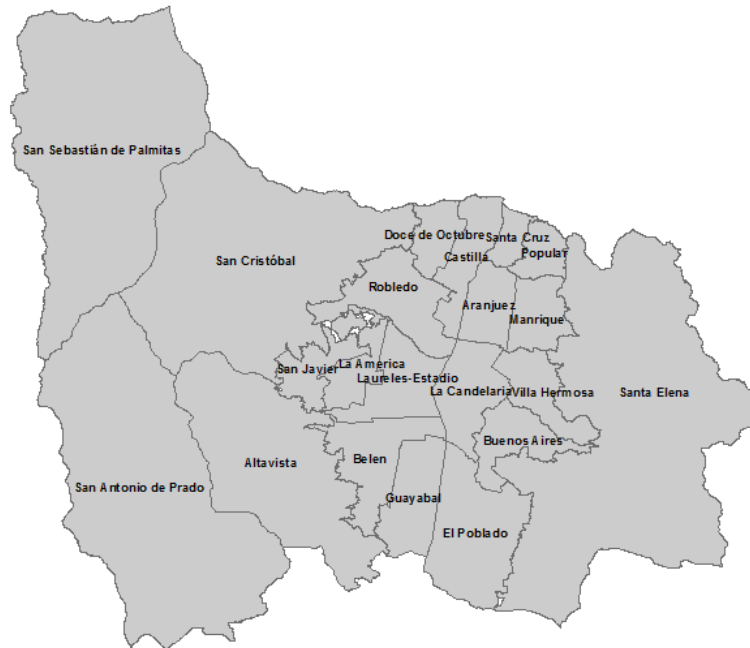 San Sebastián de Palmitas
Doce de Octubre
Santa Cruz
Popular
Castilla
San Cristóbal
Robledo
Aranjuez
Manrique
La América
San Javier
Laureles-Estadio
La Candelaria
Villa Hermosa
Santa Elena
Buenos Aires
Altavista
Belen
San Antonio de Prado
Guayabal
El Poblado